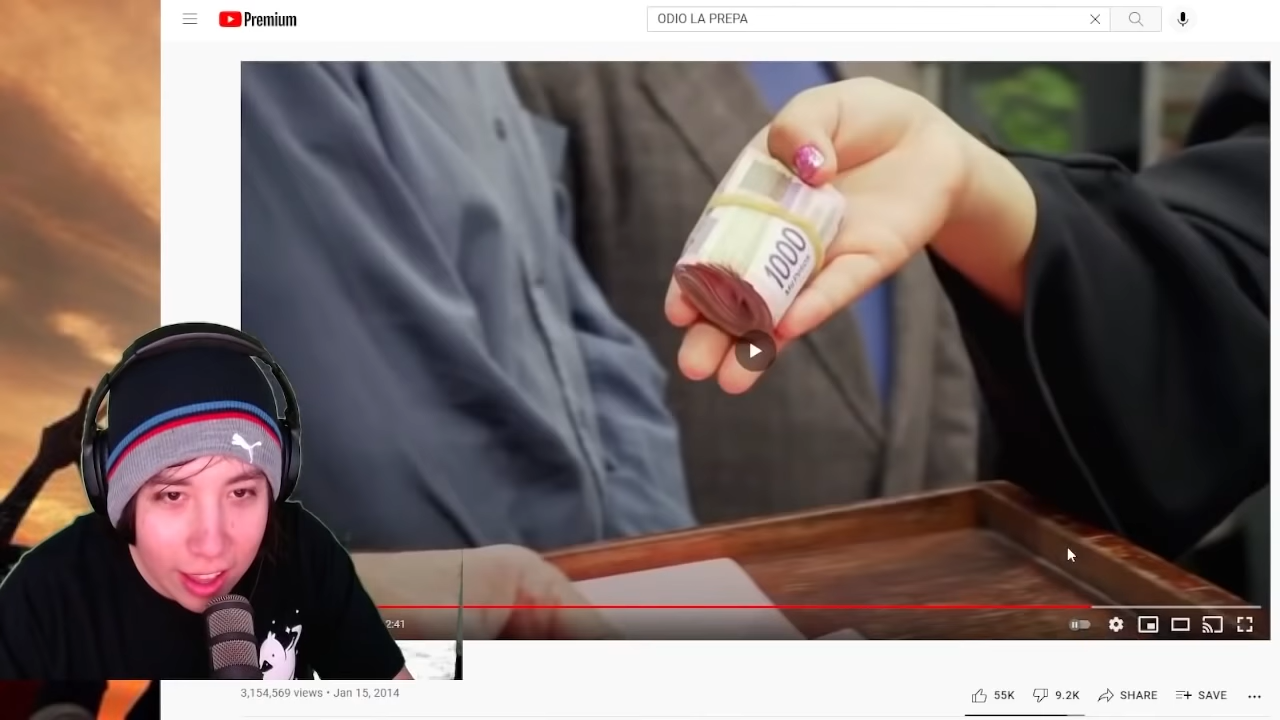 Premium
ODIO LA PREPA
1000
2:41
3,154,569 views • Jan 15, 2014
55K
9.2K
SHARE
SAVE